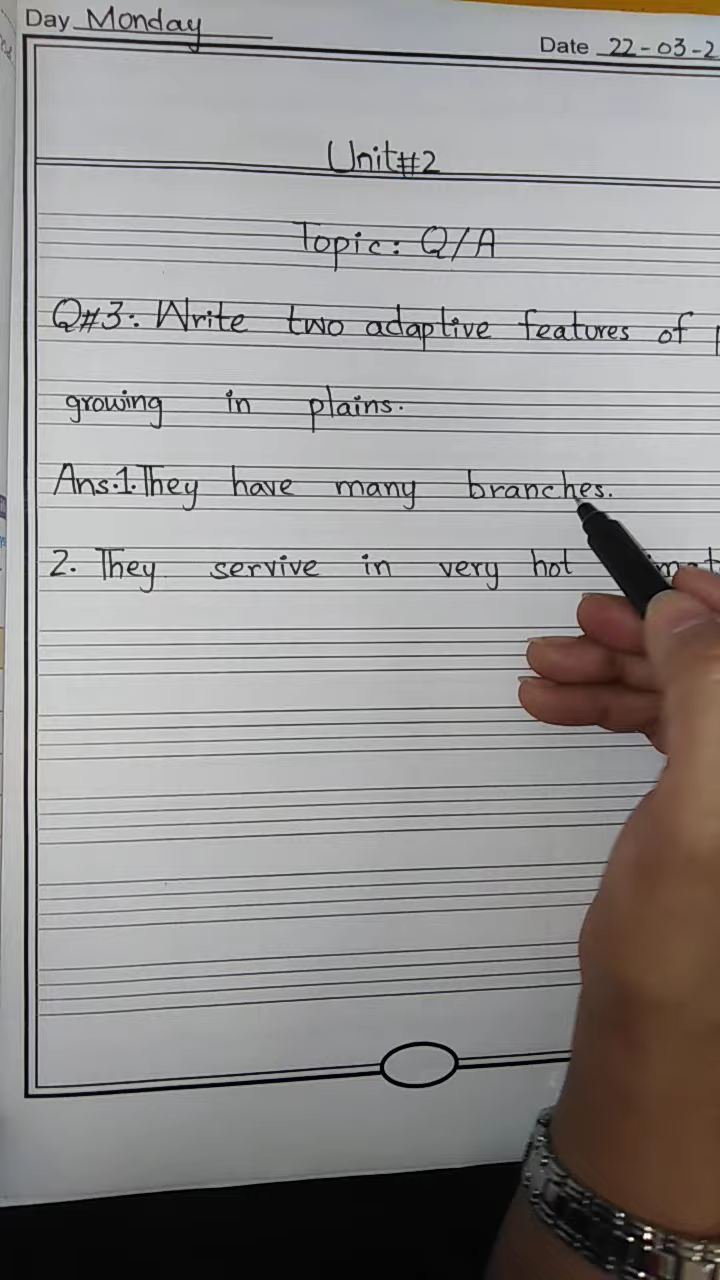 Day Monday
Date 22-03-2
Unit#2
Topic: Q/A
Q#3: Write two adaptive features of
growing in plains.
Ans.1.They have many branches.
2. They servive in very hot